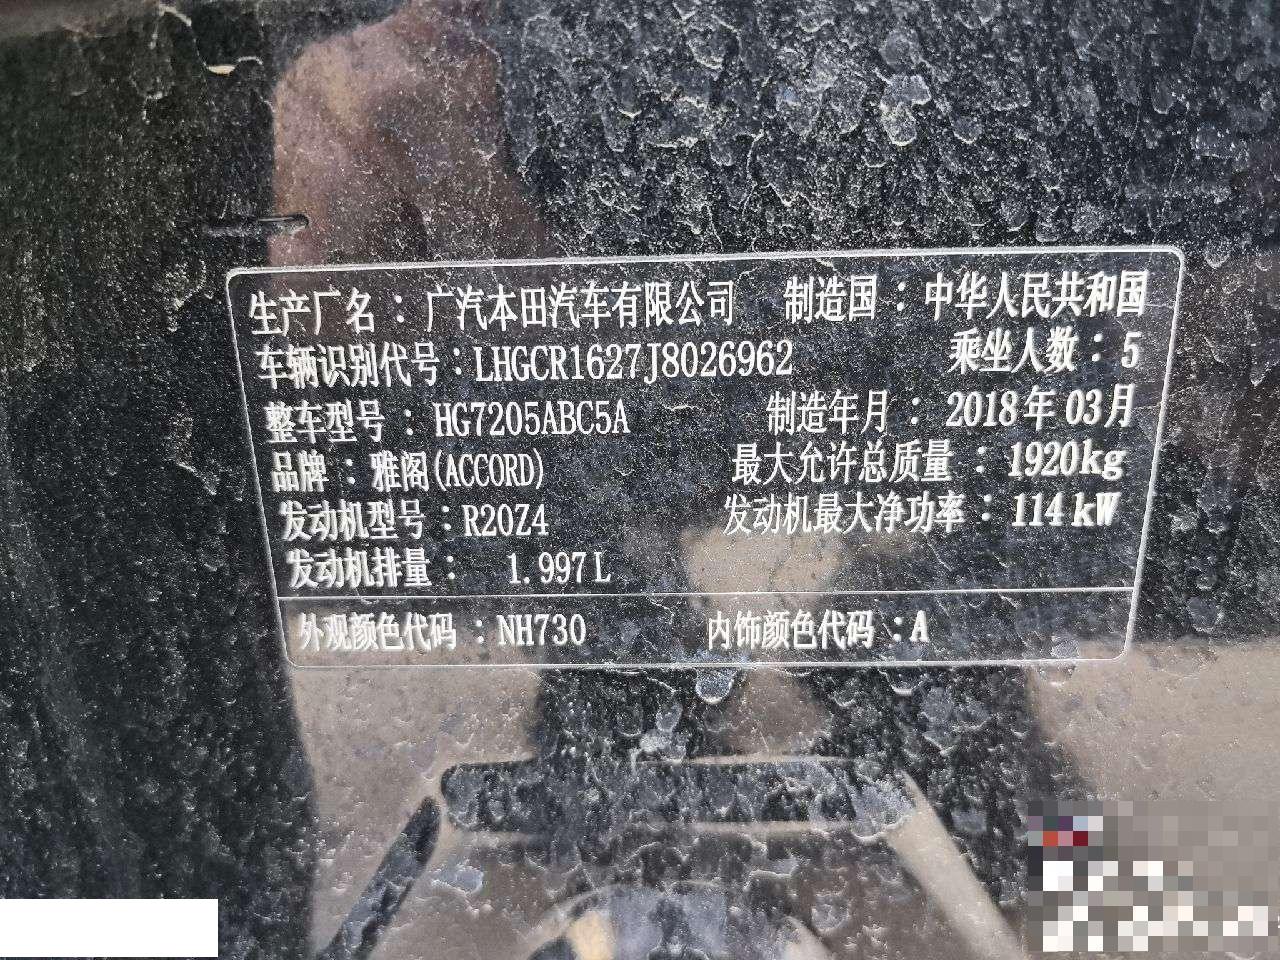 生产厂名：广汽本田汽车有限公司 制造国：中华人民共和国
车辆识别代号：LHGCR1627J8026962 乘坐人数：5
整车型号：HG7205ABC5A 制造年月：2018年03月
品牌：雅阁(ACCORD) 最大允许总质量：1920kg
发动机型号：R20Z4 发动机最大净功率：114kW
发动机排量：1.997L
外观颜色代码：NH730 内饰颜色代码：A